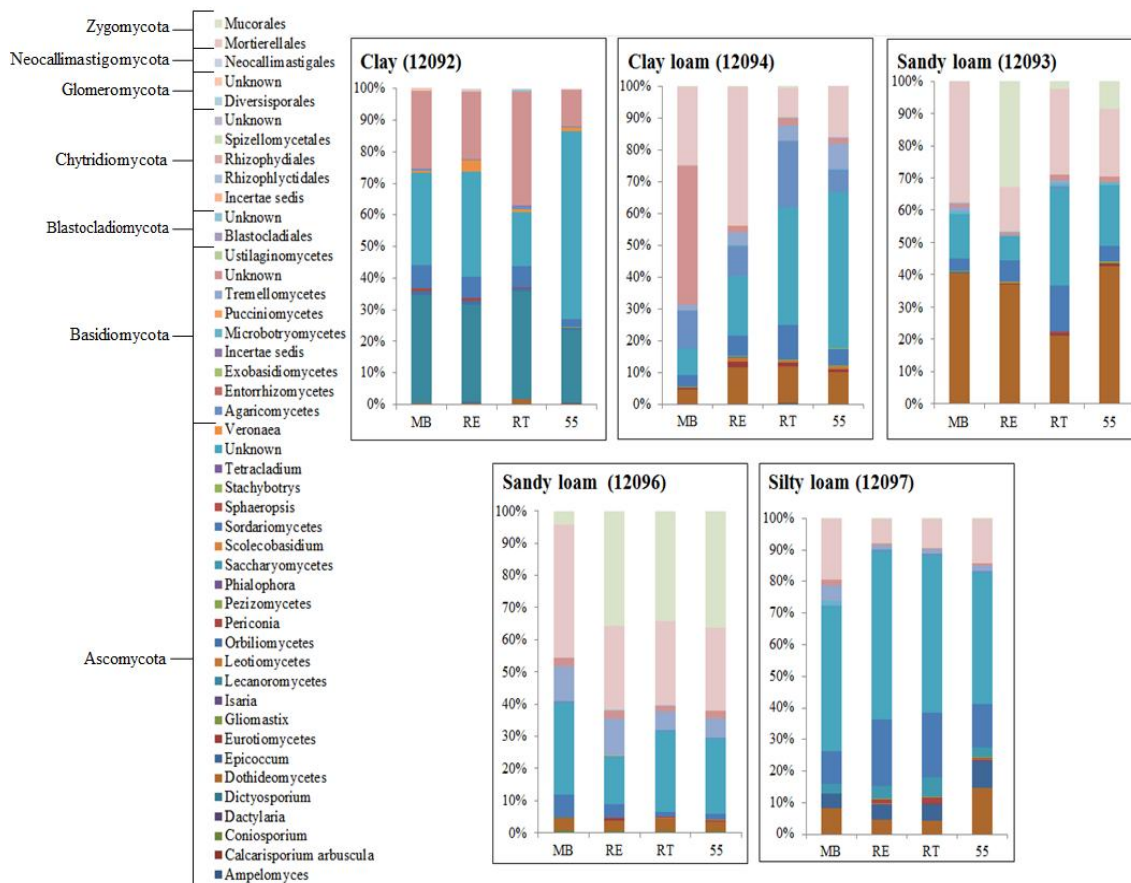 Zygomycota
Neocallimastigomycota
Glomeromycota
Chytridiomycota
Blastocladiomycota
Basidiomycota
Ascomycota
Mucorales
Mortierellales
Neocallimastigales
Unknown
Diversisporales
Unknown
Spizellomycetales
Rhizophydiales
Rhizophlyctidales
Incertae sedis
Unknown
Blastocladiales
Ustilaginomycetes
Unknown
Tremellomycetes
Pucciniomycetes
Microbotryomycetes
Incertae sedis
Exobasidiomycetes
Entorrhizomycetes
Agaricomycetes
Veronaea
Unknown
Tetracladium
Stachybotrys
Sphaeropsis
Sordariomycetes
Scolecobasidium
Saccharyomycetes
Phialophora
Pezizomycetes
Periconia
Orbiliomycetes
Leotiomycetes
Lecanoromycetes
Isaria
Gliomastix
Eurotiomycetes
Epicoccum
Dothideomycetes
Dictyosporium
Dactylaria
Coniosporium
Calcarisporium arbuscula
Ampelomyces
Clay (12092)
100%
90%
80%
70%
60%
50%
40%
30%
20%
10%
0%
MB RE RT 55
Clay loam (12094)
100%
90%
80%
70%
60%
50%
40%
30%
20%
10%
0%
MB RE RT 55
Sandy loam (12093)
100%
90%
80%
70%
60%
50%
40%
30%
20%
10%
0%
MB RE RT 55
Sandy loam (12096)
100%
90%
80%
70%
60%
50%
40%
30%
20%
10%
0%
MB RE RT 55
Silty loam (12097)
100%
90%
80%
70%
60%
50%
40%
30%
20%
10%
0%
MB RE RT 55